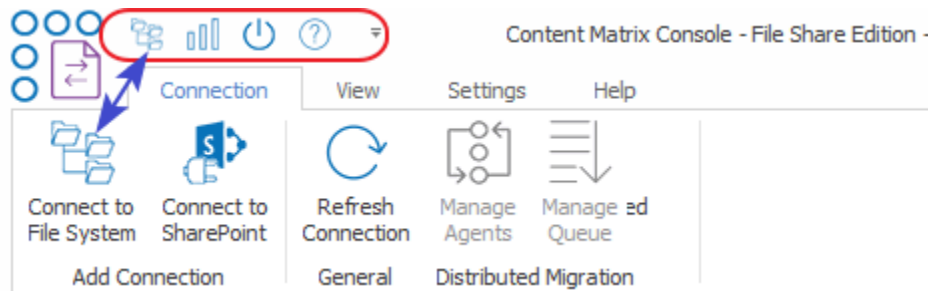 Content Matrix Console - File Share Edition -
Connection View Settings Help
Connect to File System
Connect to SharePoint
Refresh Connection
Manage Agents
Manage ed Queue
Add Connection General Distributed Migration